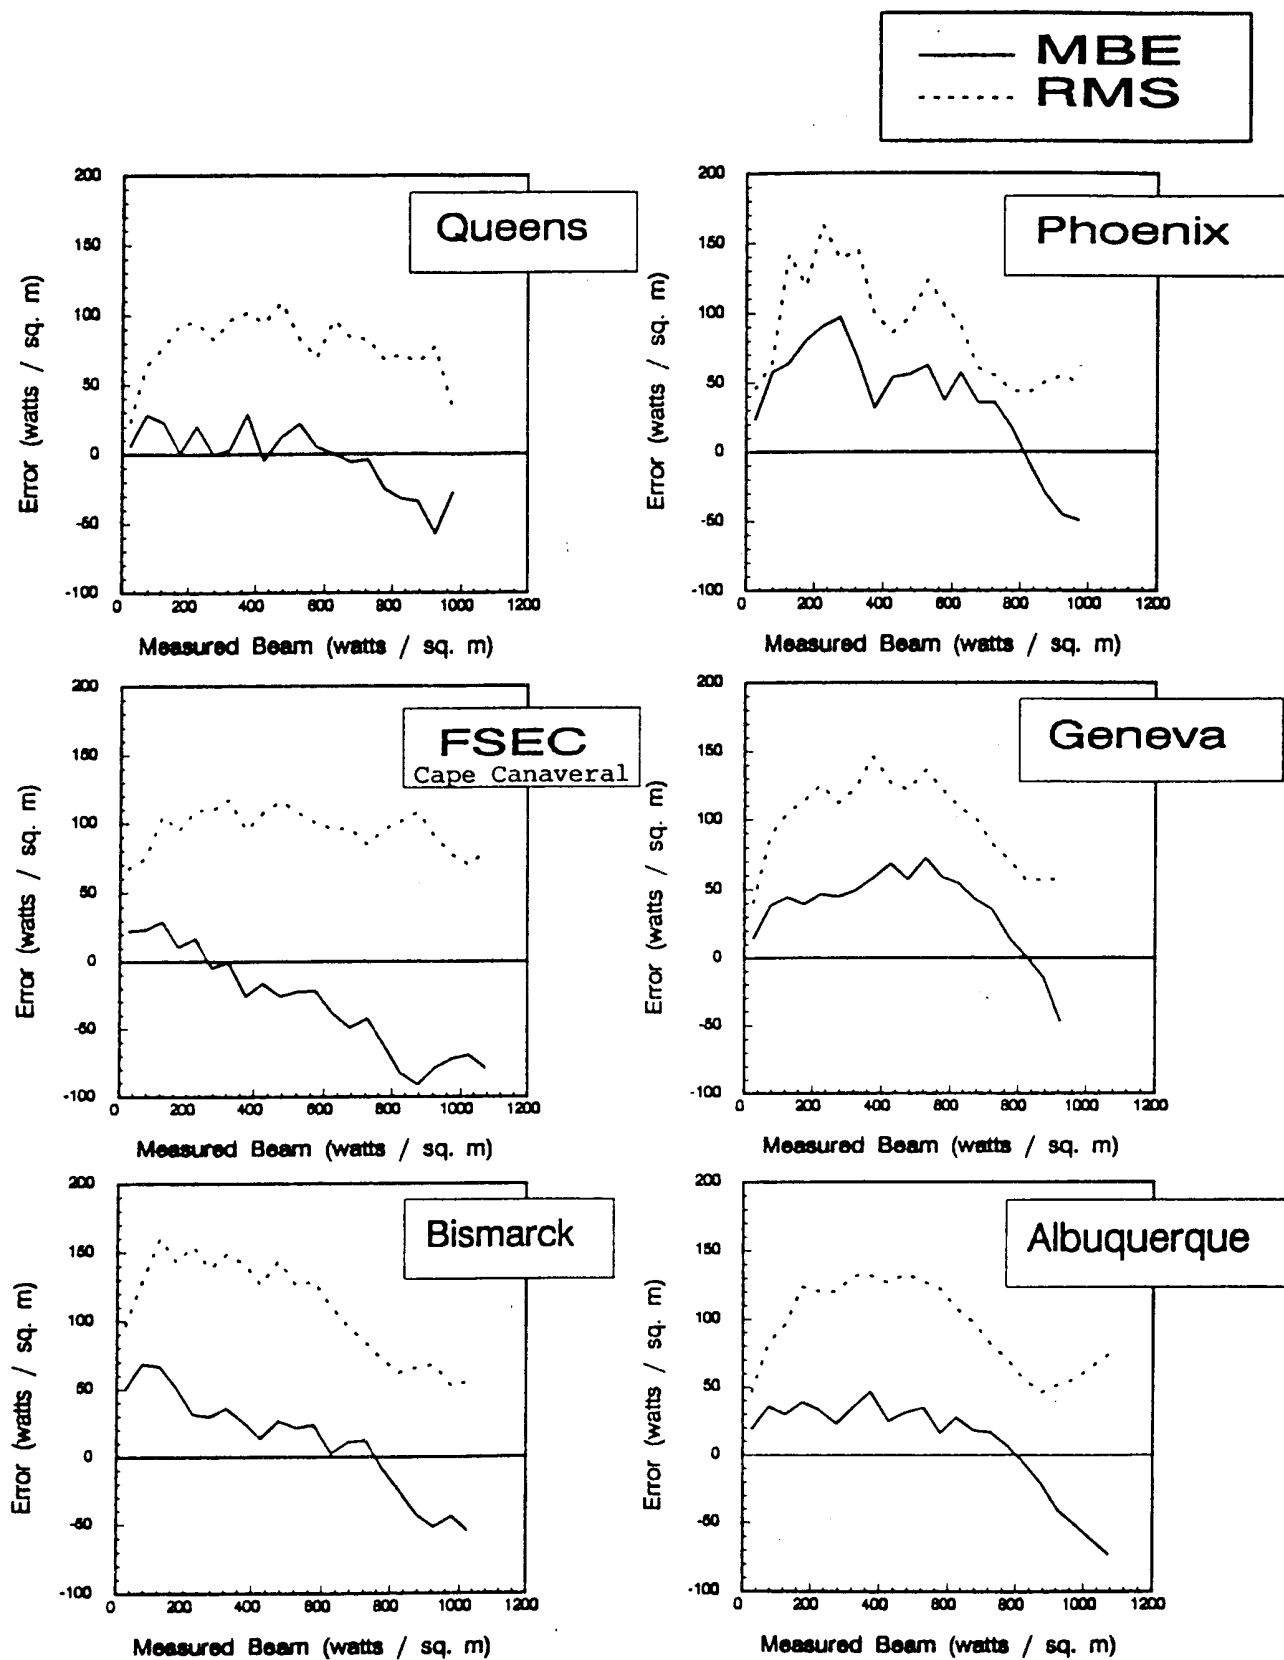 MBE
RMS
Queens
200
150
100
50
0
-50
-100
0 200 400 600 800 1000 1200
Error (watts / sq. m)
Measured Beam (watts / sq. m)
Phoenix
200
150
100
50
0
-50
-100
0 200 400 600 800 1000 1200
Error (watts / sq. m)
Measured Beam (watts / sq. m)
FSEC
Cape Canaveral
200
150
100
50
0
-50
-100
0 200 400 600 800 1000 1200
Error (watts / sq. m)
Measured Beam (watts / sq. m)
Geneva
200
150
100
50
0
-50
-100
0 200 400 600 800 1000 1200
Error (watts / sq. m)
Measured Beam (watts / sq. m)
Bismarck
200
150
100
50
0
-50
-100
0 200 400 600 800 1000 1200
Error (watts / sq. m)
Measured Beam (watts / sq. m)
Albuquerque
200
150
100
50
0
-50
-100
0 200 400 600 800 1000 1200
Error (watts / sq. m)
Measured Beam (watts / sq. m)